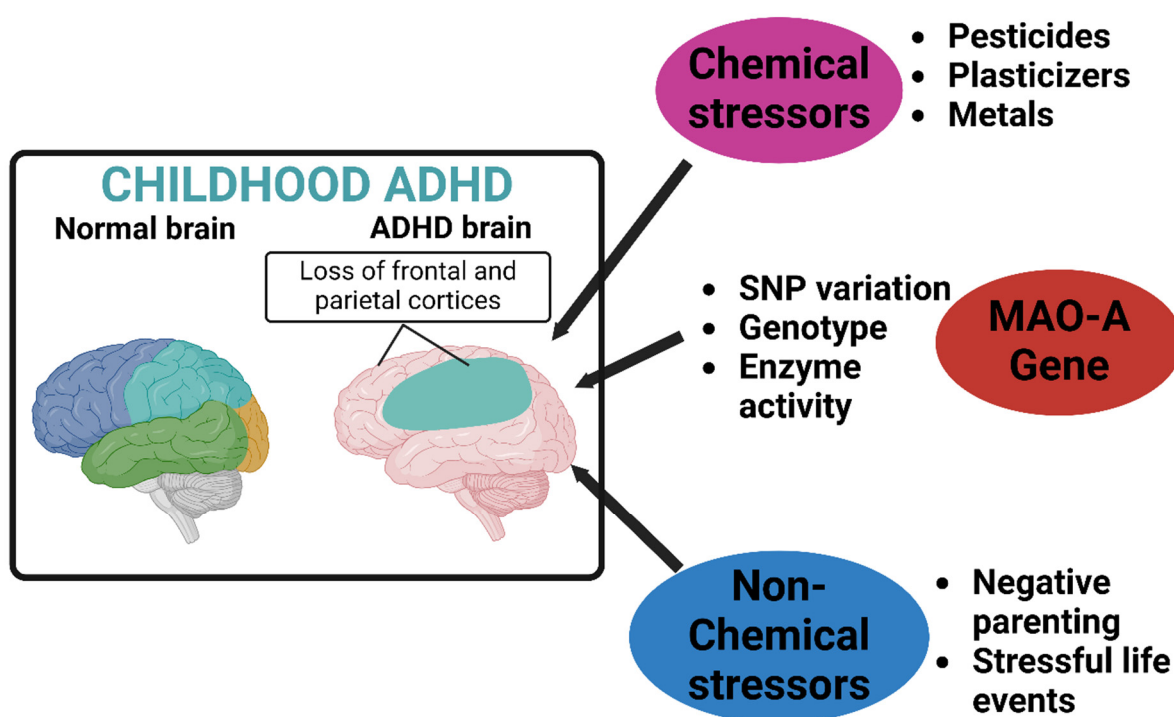 Chemical
stressors
• Pesticides
• Plasticizers
• Metals
CHILDHOOD ADHD
Normal brain
ADHD brain
Loss of frontal and
parietal cortices
• SNP variation
• Genotype
• Enzyme
activity
MAO-A
Gene
Non-
Chemical
stressors
• Negative
parenting
• Stressful life
events